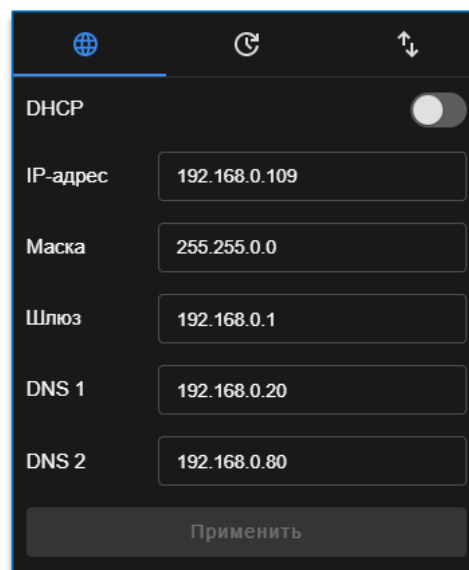 DHCP
IP-адрес 192.168.0.109
Маска 255.255.0.0
Шлюз 192.168.0.1
DNS 1 192.168.0.20
DNS 2 192.168.0.80
Применить